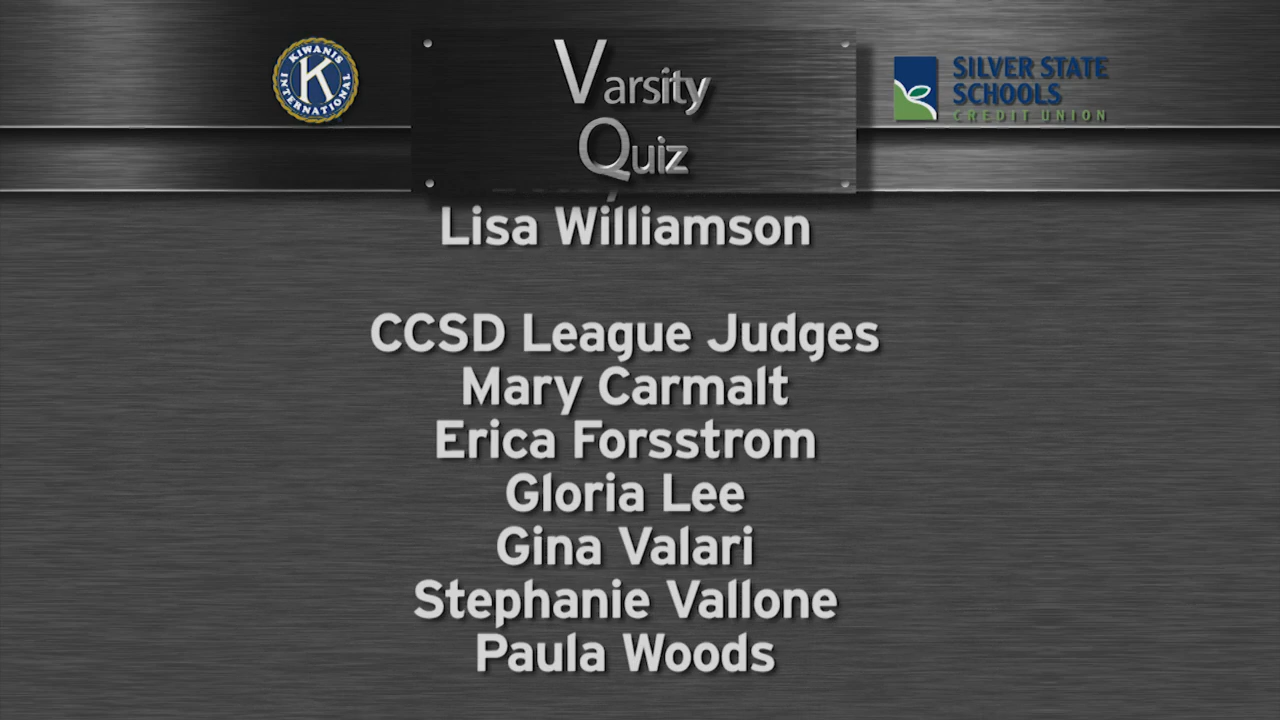 KIWANIS
K
INTERNATIONAL
Varsity
Quiz
SILVER STATE
SCHOOLS
CREDIT UNION
Lisa Williamson
CCSD League Judges
Mary Carmalt
Erica Forsstrom
Gloria Lee
Gina Valari
Stephanie Vallone
Paula Woods